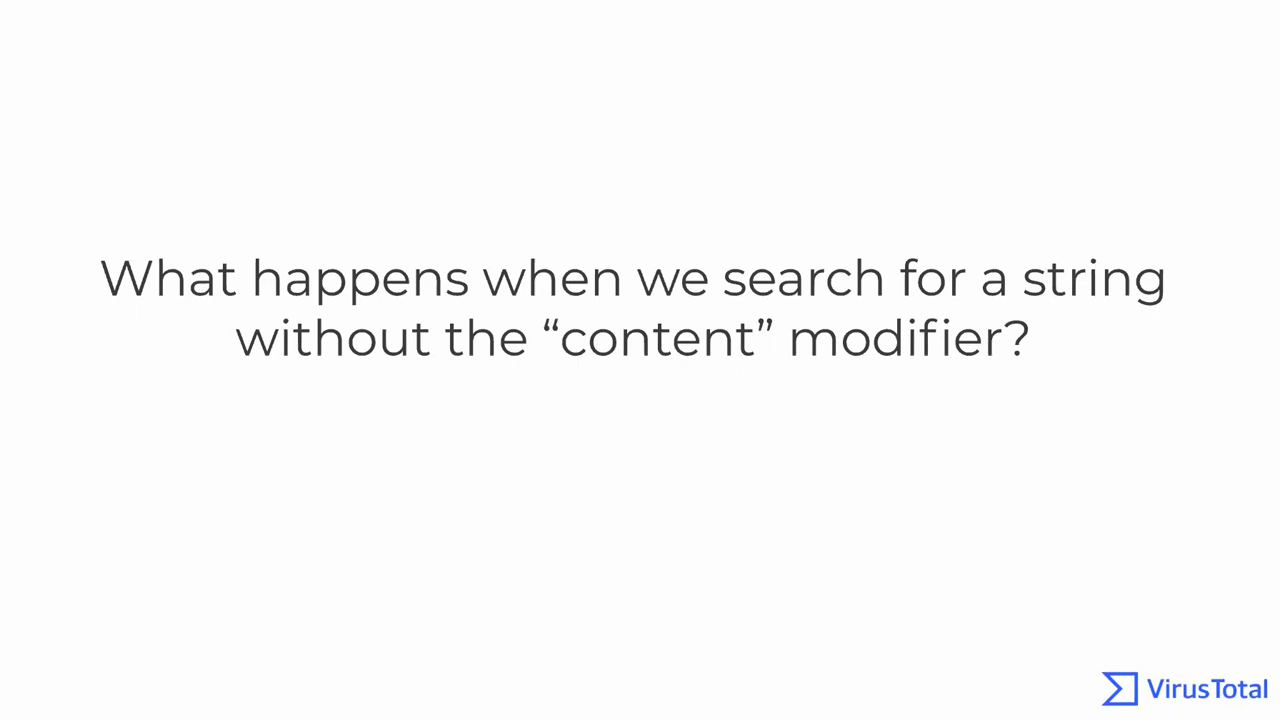 What happens when we search for a string
without the “content” modifier?
VirusTotal